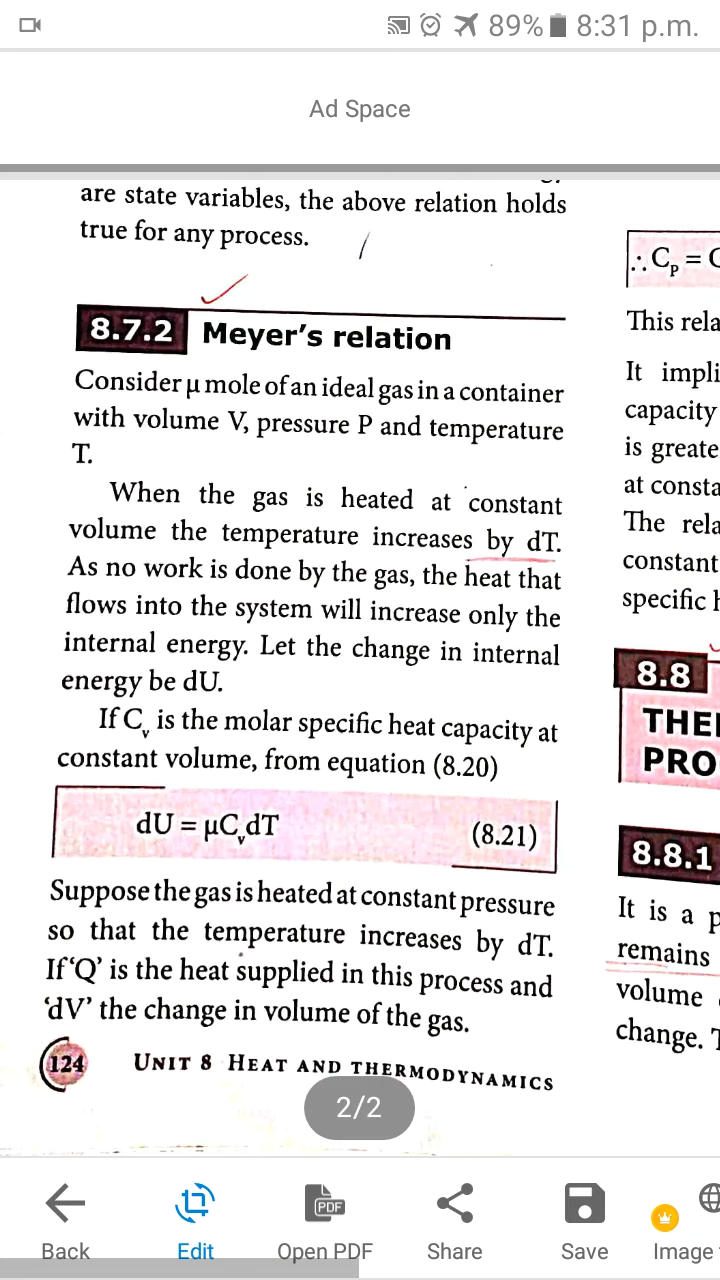 89% 8:31 p.m.
Ad Space
are state variables, the above relation holds
true for any process.
8.7.2 Meyer's relation
Consider μ mole of an ideal gas in a container
with volume V, pressure P and temperature
T.
When the gas is heated at constant
volume the temperature increases by dT.
As no work is done by the gas, the heat that
flows into the system will increase only the
internal energy. Let the change in internal
energy be dU.
If Cv is the molar specific heat capacity at
constant volume, from equation (8.20)
dU = μCvdT (8.21)
Suppose the gas is heated at constant pressure
so that the temperature increases by dT.
If 'Q' is the heat supplied in this process and
'dV' the change in volume of the gas.
124 UNIT 8 HEAT AND THERMODYNAMICS
∴ CP = C
This rela
It impli
capacity
is greate
at consta
The rela
constant
specific h
8.8
THE
PRO
8.8.1
It is a p
remains
volume
change. T
2/2
Back Edit Open PDF Share Save Image
PDF